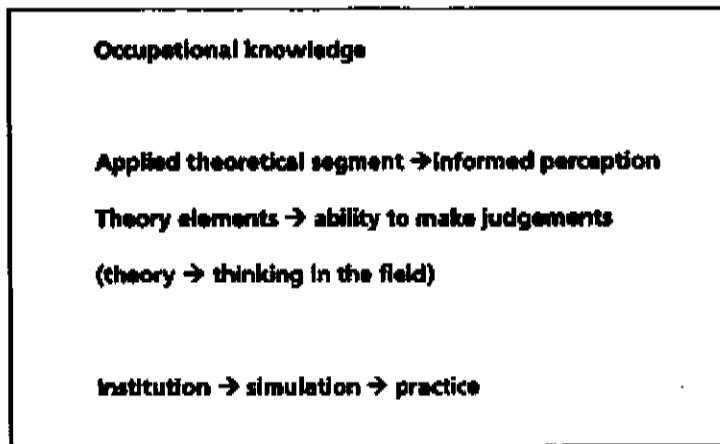 Occupational knowledge
Applied theoretical segment →informed perception
Theory elements → ability to make judgements
(theory → thinking in the field)
Institution → simulation → practice